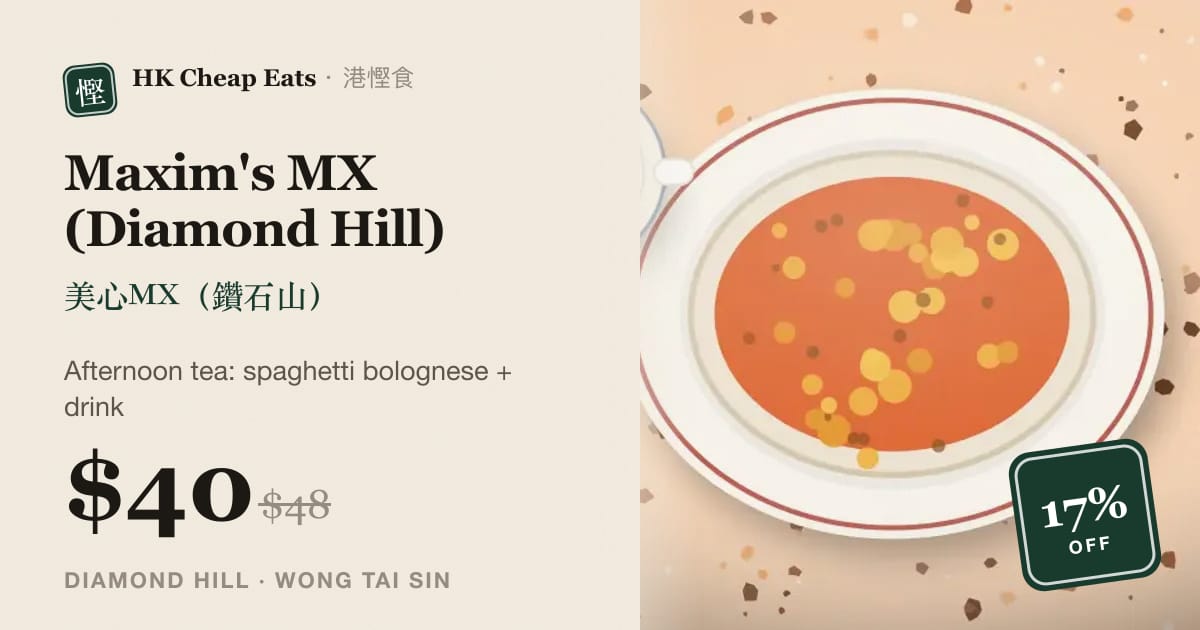 慳
HK Cheap Eats · 港慳食
Maxim's MX
(Diamond Hill)
美心MX（鑽石山）
Afternoon tea: spaghetti bolognese +
drink
$40 $48
DIAMOND HILL · WONG TAI SIN
17%
OFF